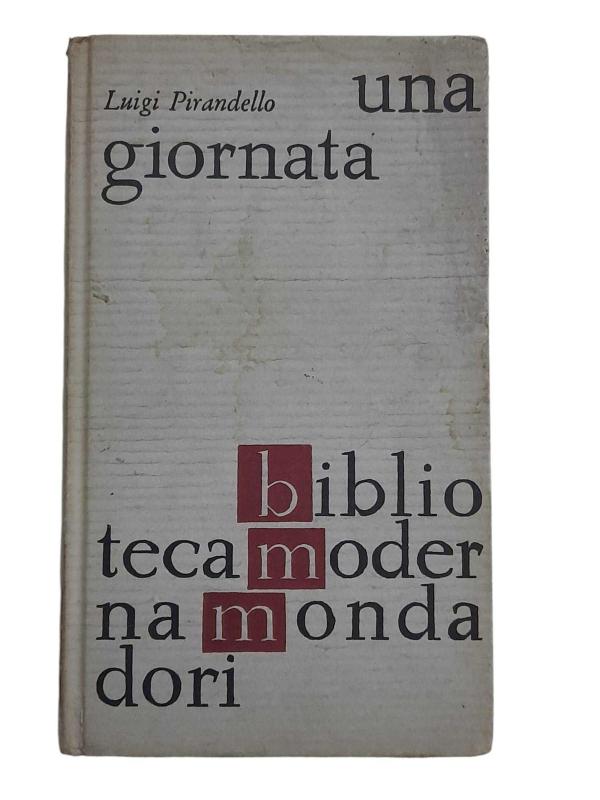 Luigi Pirandello una
giornata
biblio
teca moder
na monda
dori